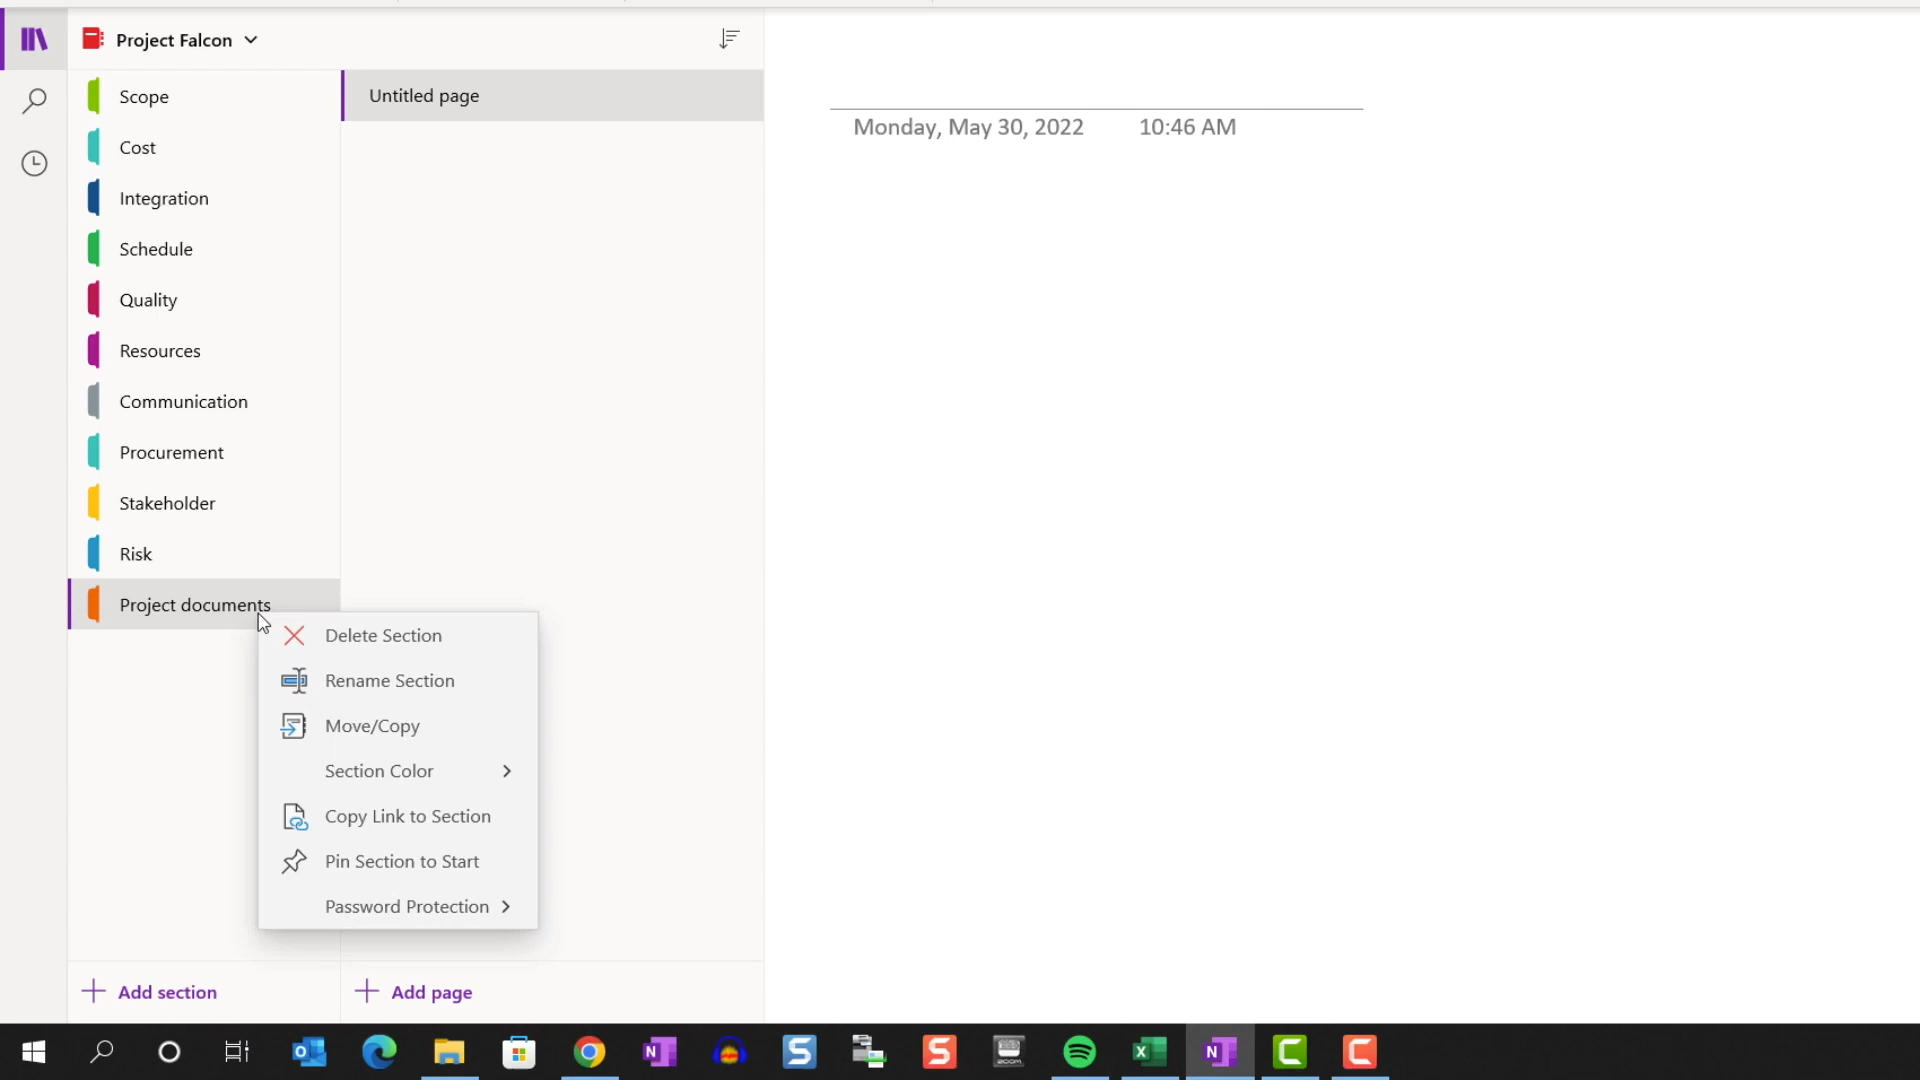 Project Falcon
Scope
Cost
Integration
Schedule
Quality
Resources
Communication
Procurement
Stakeholder
Risk
Project documents
Untitled page
Monday, May 30, 2022 10:46 AM
Delete Section
Rename Section
Move/Copy
Section Color
Copy Link to Section
Pin Section to Start
Password Protection
Add section
Add page